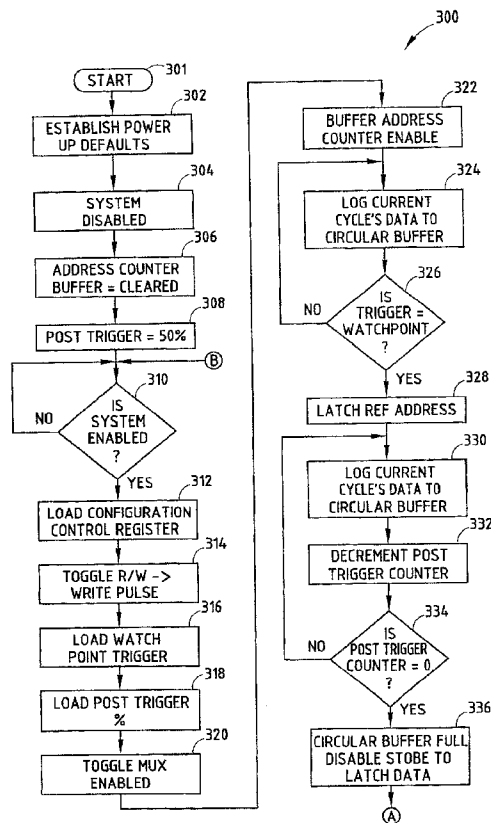 300
START
301
302
ESTABLISH POWER
UP DEFAULTS
304
SYSTEM
DISABLED
306
ADDRESS COUNTER
BUFFER = CLEARED
308
POST TRIGGER = 50%
B
310
IS
SYSTEM
ENABLED
?
NO
YES
312
LOAD CONFIGURATION
CONTROL REGISTER
314
TOGGLE R/W ->
WRITE PULSE
316
LOAD WATCH
POINT TRIGGER
318
LOAD POST TRIGGER
%
320
TOGGLE MUX
ENABLED
322
BUFFER ADDRESS
COUNTER ENABLE
324
LOG CURRENT
CYCLE'S DATA TO
CIRCULAR BUFFER
326
IS
TRIGGER =
WATCHPOINT
?
NO
YES
328
LATCH REF ADDRESS
330
LOG CURRENT
CYCLE'S DATA TO
CIRCULAR BUFFER
332
DECREMENT POST
TRIGGER COUNTER
334
IS
POST TRIGGER
COUNTER = 0
?
NO
YES
336
CIRCULAR BUFFER FULL
DISABLE STOBE TO
LATCH DATA
A